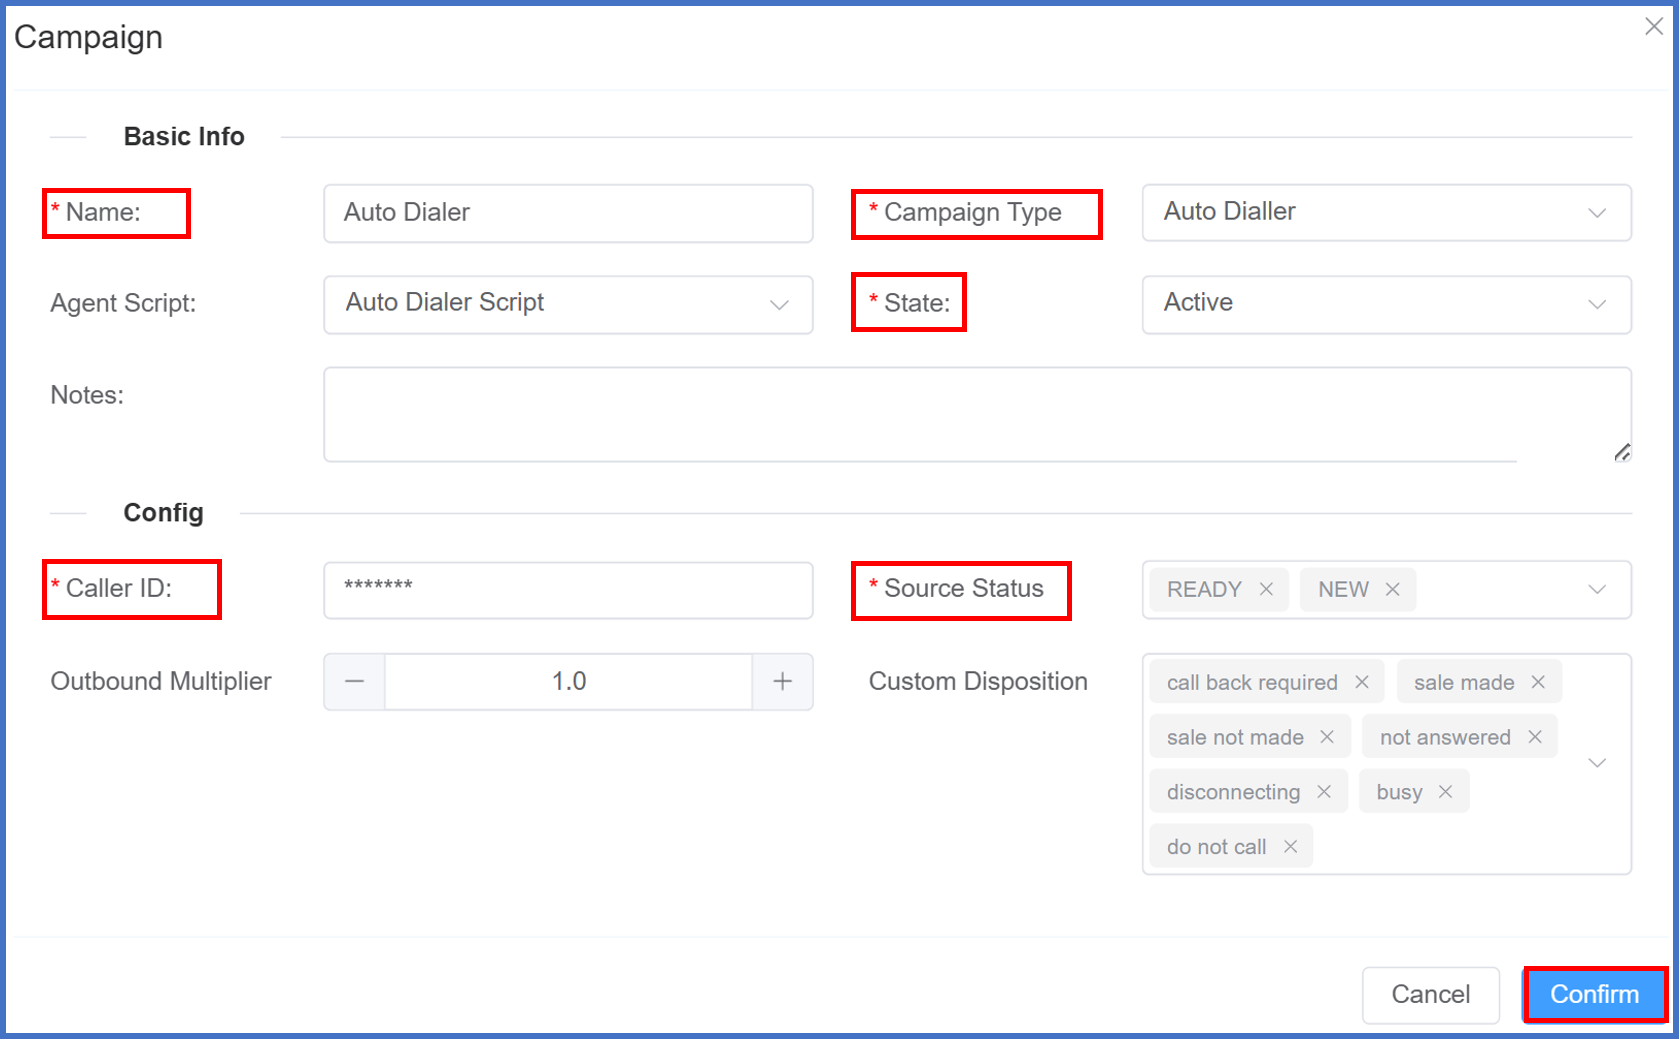 Campaign
Basic Info
* Name:
Auto Dialer
* Campaign Type
Auto Dialler
Agent Script:
Auto Dialer Script
* State:
Active
Notes:
Config
* Caller ID:
*******
* Source Status
READY
NEW
Outbound Multiplier
1.0
Custom Disposition
call back required
sale made
sale not made
not answered
disconnecting
busy
do not call
Cancel
Confirm